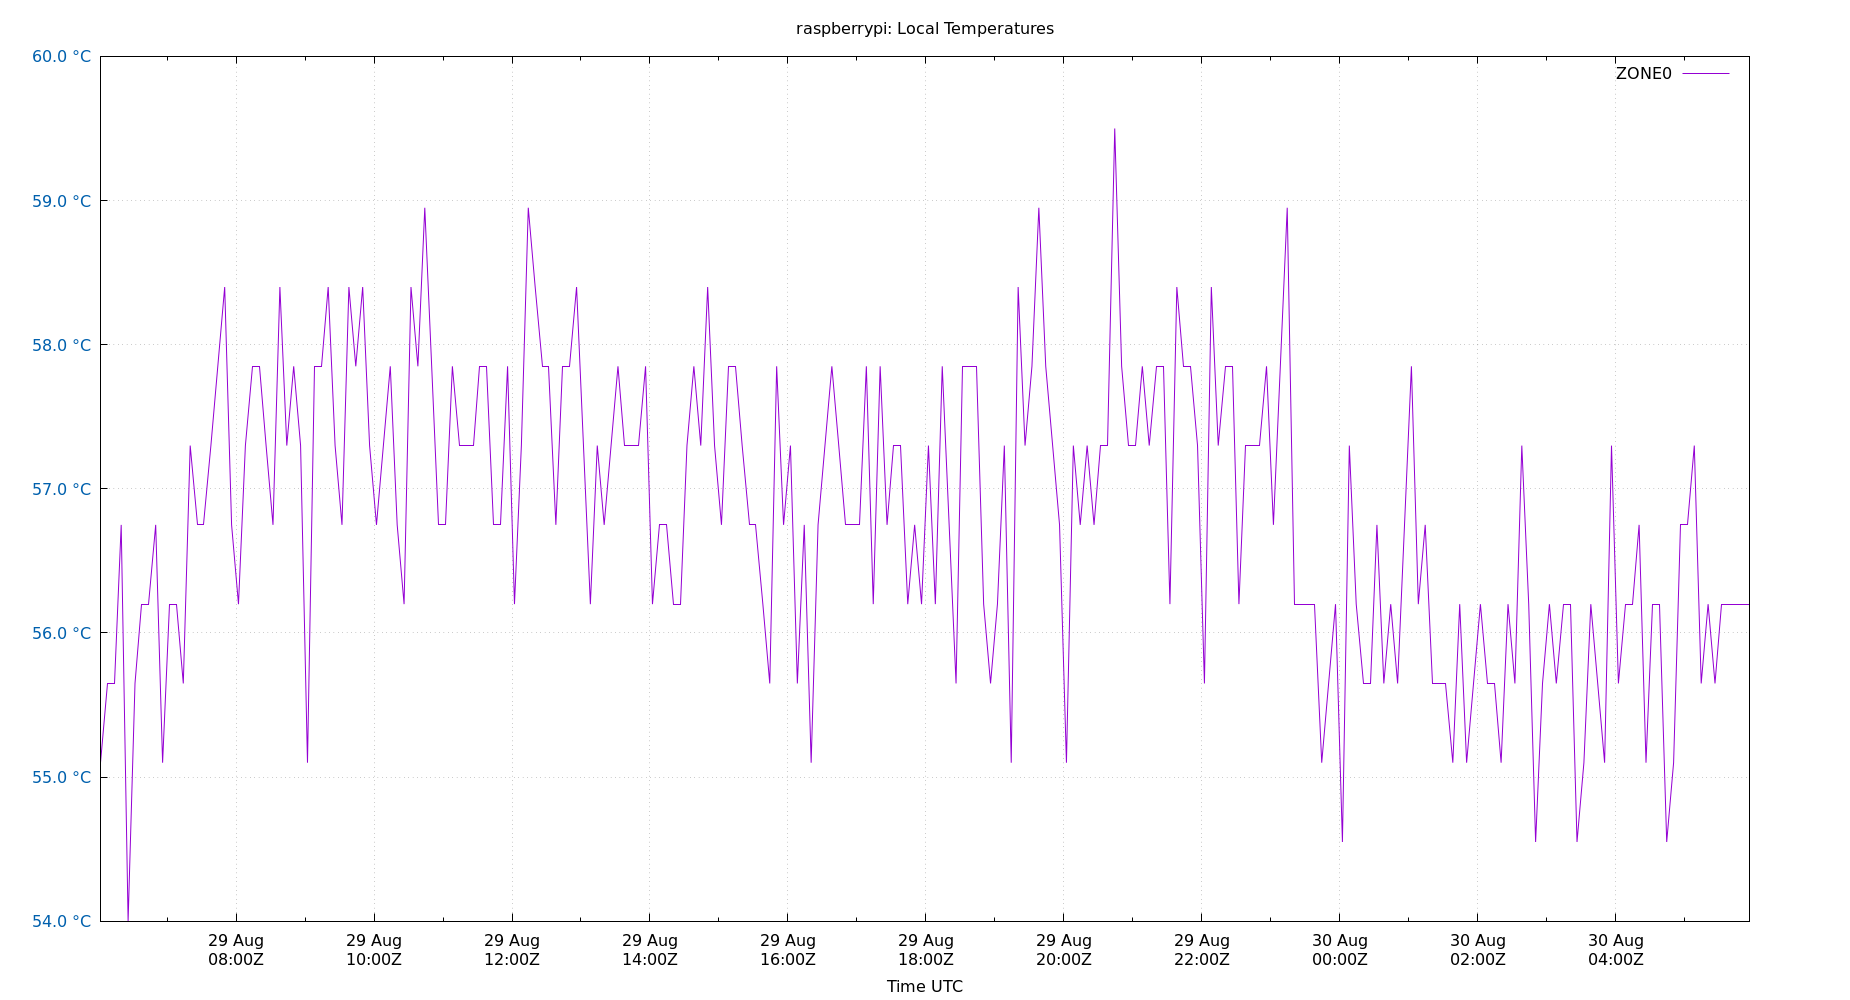 raspberrypi: Local Temperatures
60.0 °C
ZONE0
59.0 °C
58.0 °C
57.0 °C
56.0 °C
55.0 °C
54.0 °C
29 Aug 29 Aug 29 Aug 29 Aug 29 Aug 29 Aug 29 Aug 29 Aug 30 Aug 30 Aug 30 Aug
08:00Z 10:00Z 12:00Z 14:00Z 16:00Z 18:00Z 20:00Z 22:00Z 00:00Z 02:00Z 04:00Z
Time UTC